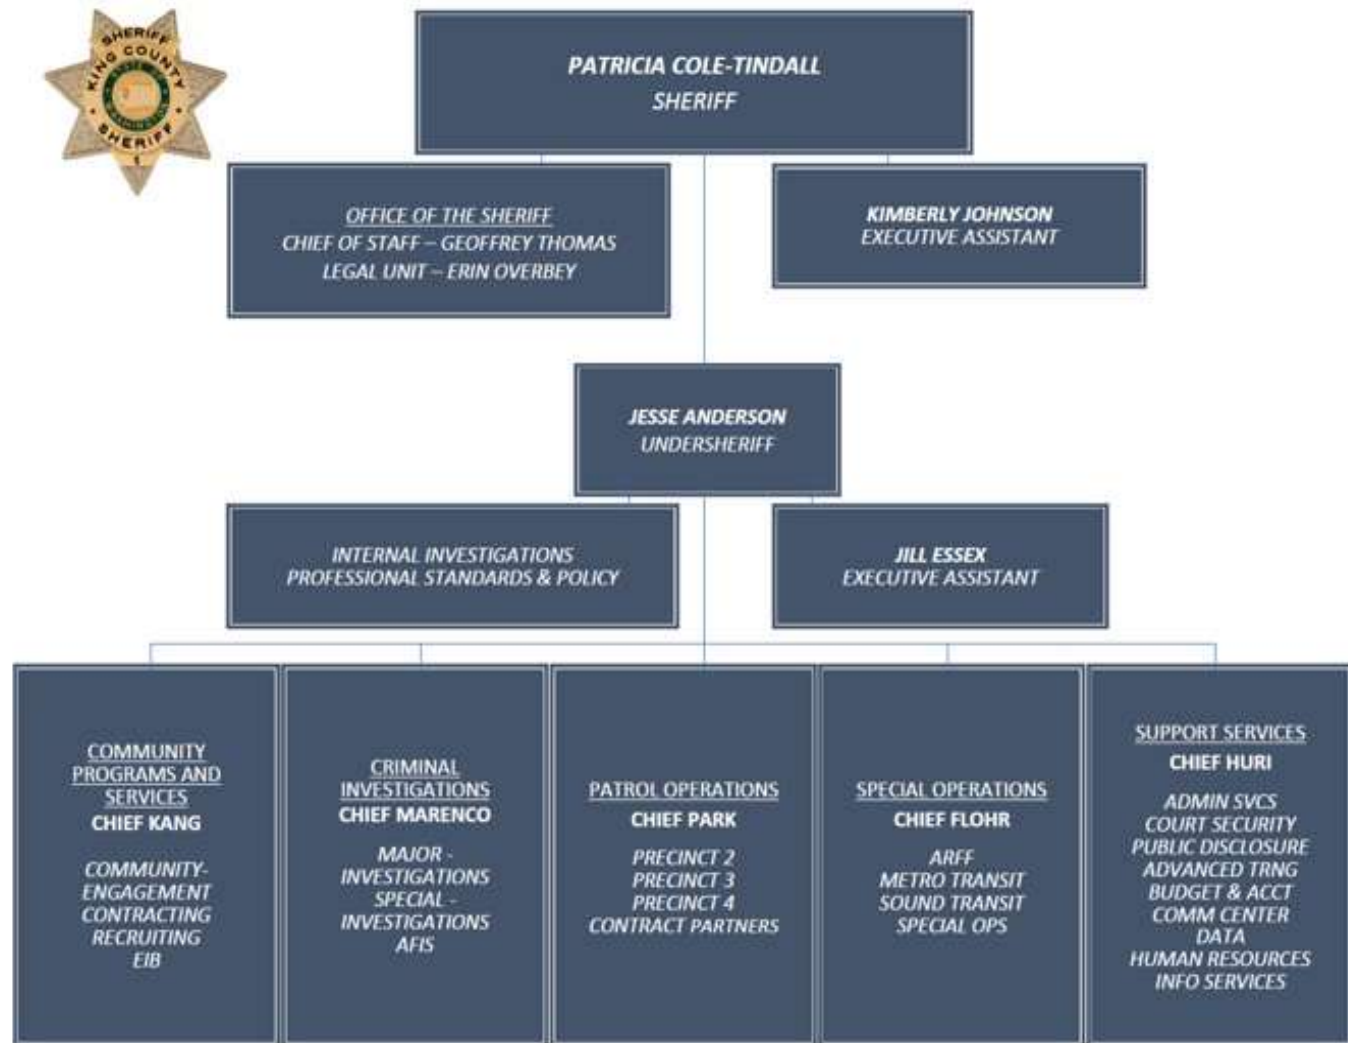 SHERIFF
KING COUNTY
SHERIFF
PATRICIA COLE-TINDALL
SHERIFF
OFFICE OF THE SHERIFF
CHIEF OF STAFF – GEOFFREY THOMAS
LEGAL UNIT – ERIN OVERBEY
KIMBERLY JOHNSON
EXECUTIVE ASSISTANT
JESSE ANDERSON
UNDERSHERIFF
INTERNAL INVESTIGATIONS
PROFESSIONAL STANDARDS & POLICY
JILL ESSEX
EXECUTIVE ASSISTANT
COMMUNITY
PROGRAMS AND
SERVICES
CHIEF KANG
COMMUNITY-
ENGAGEMENT
CONTRACTING
RECRUITING
EIB
CRIMINAL
INVESTIGATIONS
CHIEF MARENCO
MAJOR -
INVESTIGATIONS
SPECIAL -
INVESTIGATIONS
AFIS
PATROL OPERATIONS
CHIEF PARK
PRECINCT 2
PRECINCT 3
PRECINCT 4
CONTRACT PARTNERS
SPECIAL OPERATIONS
CHIEF FLOHR
ARFF
METRO TRANSIT
SOUND TRANSIT
SPECIAL OPS
SUPPORT SERVICES
CHIEF HURI
ADMIN SVCS
COURT SECURITY
PUBLIC DISCLOSURE
ADVANCED TRNG
BUDGET & ACCT
COMM CENTER
DATA
HUMAN RESOURCES
INFO SERVICES